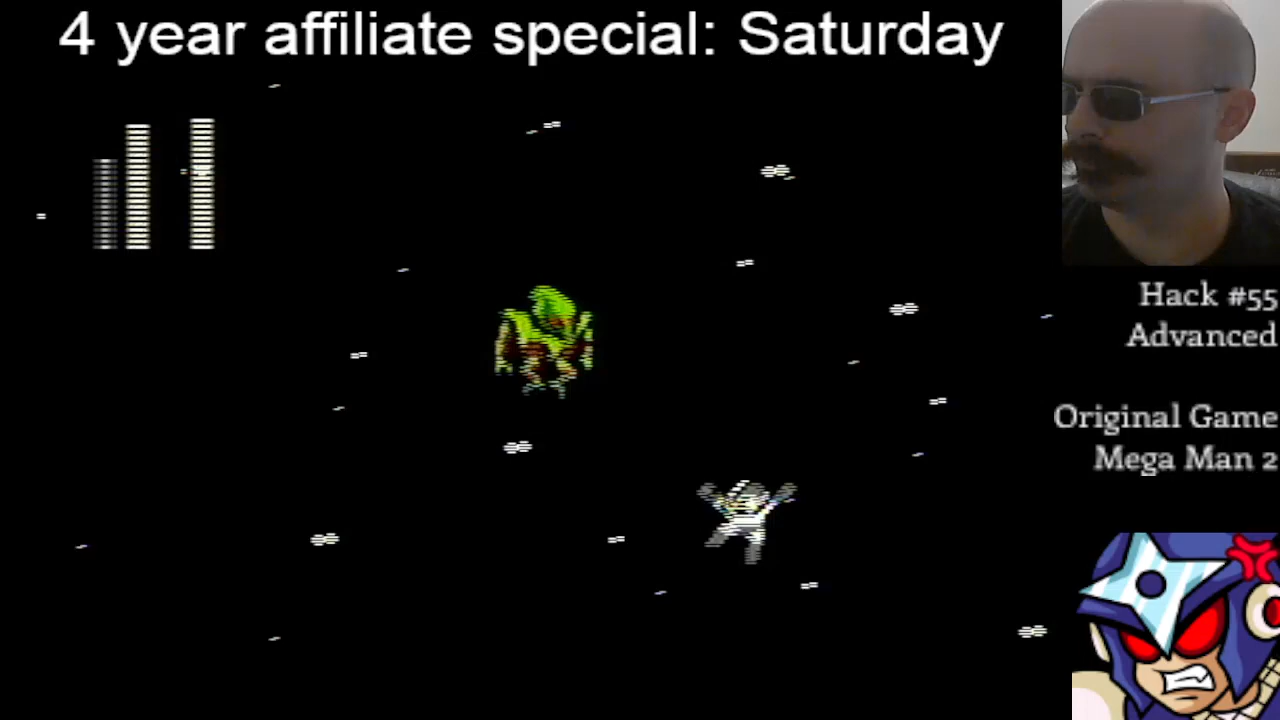 4 year affiliate special: Saturday
Hack #55
Advanced
Original Game
Mega Man 2